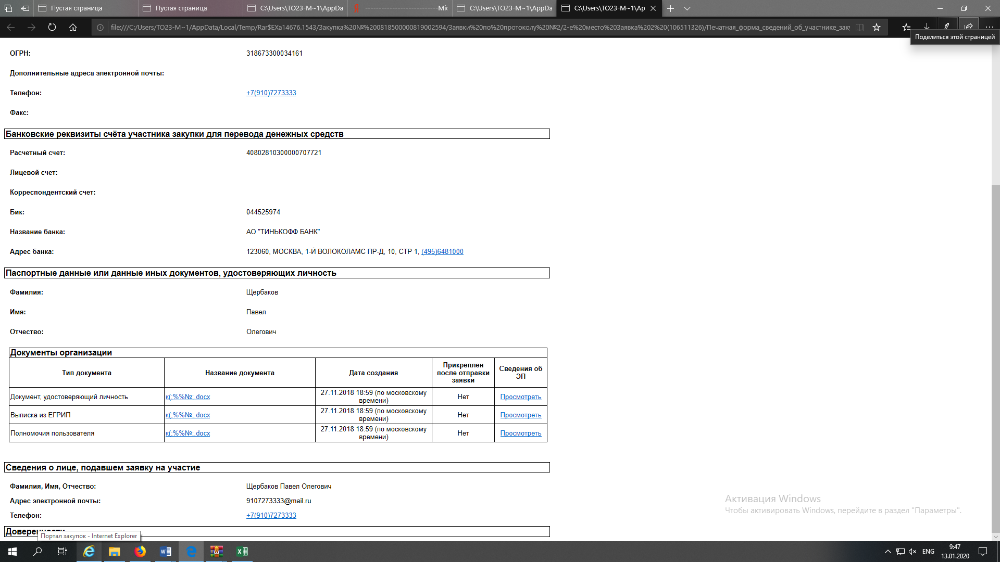 Пустая страница
Пустая страница
C:\Users\TO23-M~1\AppDa
---------------------------Mic
C:\Users\TO23-M~1\AppDa
C:\Users\TO23-M~1\Ap
file:///C:/Users/TO23-M~1/AppData/Local/Temp/Rar$EXa14676.1543/Закупка%20№%200818500000819002594/Заявки%20по%20протоколу%20№2/2-е%20место%20Заявка%202%20(106511326)/Печатная_форма_сведений_об_участнике_заку
Поделиться этой страницей
ОГРН: 318673300034161
Дополнительные адреса электронной почты:
Телефон: +7(910)7273333
Факс:
Банковские реквизиты счёта участника закупки для перевода денежных средств
Расчетный счет: 40802810300000707721
Лицевой счет:
Корреспондентский счет:
Бик: 044525974
Название банка: АО "ТИНЬКОФФ БАНК"
Адрес банка: 123060, МОСКВА, 1-Й ВОЛОКОЛАМС ПР-Д, 10, СТР 1, (495)6481000
Паспортные данные или данные иных документов, удостоверяющих личность
Фамилия: Щербаков
Имя: Павел
Отчество: Олегович
Документы организации
Тип документа Название документа Дата создания Прикреплен после отправки заявки Сведения об ЭП
Документ, удостоверяющий личность к(;%%№;.docx 27.11.2018 18:59 (по московскому времени) Нет Просмотреть
Выписка из ЕГРИП к(;%%№;.docx 27.11.2018 18:59 (по московскому времени) Нет Просмотреть
Полномочия пользователя к(;%%№;.docx 27.11.2018 18:59 (по московскому времени) Нет Просмотреть
Сведения о лице, подавшем заявку на участие
Фамилия, Имя, Отчество: Щербаков Павел Олегович
Адрес электронной почты: 9107273333@mail.ru
Телефон: +7(910)7273333
Активация Windows
Чтобы активировать Windows, перейдите в раздел "Параметры".
Портал закупок - Internet Explorer
ENG
9:47
13.01.2020